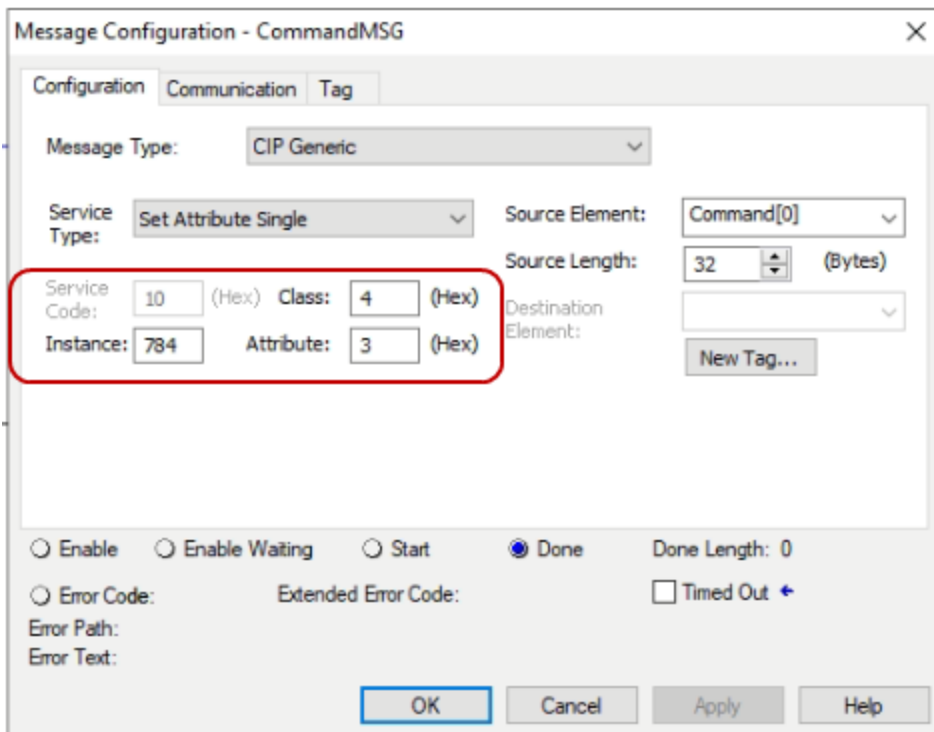 Message Configuration - CommandMSG
Configuration Communication Tag
Message Type: CIP Generic
Service Type: Set Attribute Single
Source Element: Command[0]
Source Length: 32 (Bytes)
Service Code: 10 (Hex) Class: 4 (Hex)
Instance: 784 Attribute: 3 (Hex)
Destination Element:
New Tag...
Enable Enable Waiting Start Done Done Length: 0
Error Code: Extended Error Code: Timed Out
Error Path:
Error Text:
OK Cancel Apply Help